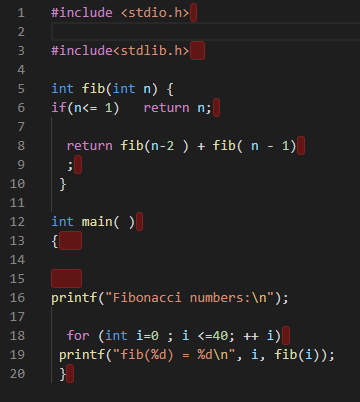 1 #include <stdio.h>
2
3 #include<stdlib.h>
4
5 int fib(int n) {
6 if(n<= 1)   return n;
7
8   return fib(n-2 ) + fib( n - 1)
9   ;
10  }
11
12 int main( )
13 {
14
15
16 printf("Fibonacci numbers:\n");
17
18   for (int i=0 ; i <=40; ++ i)
19  printf("fib(%d) = %d\n", i, fib(i));
20  }